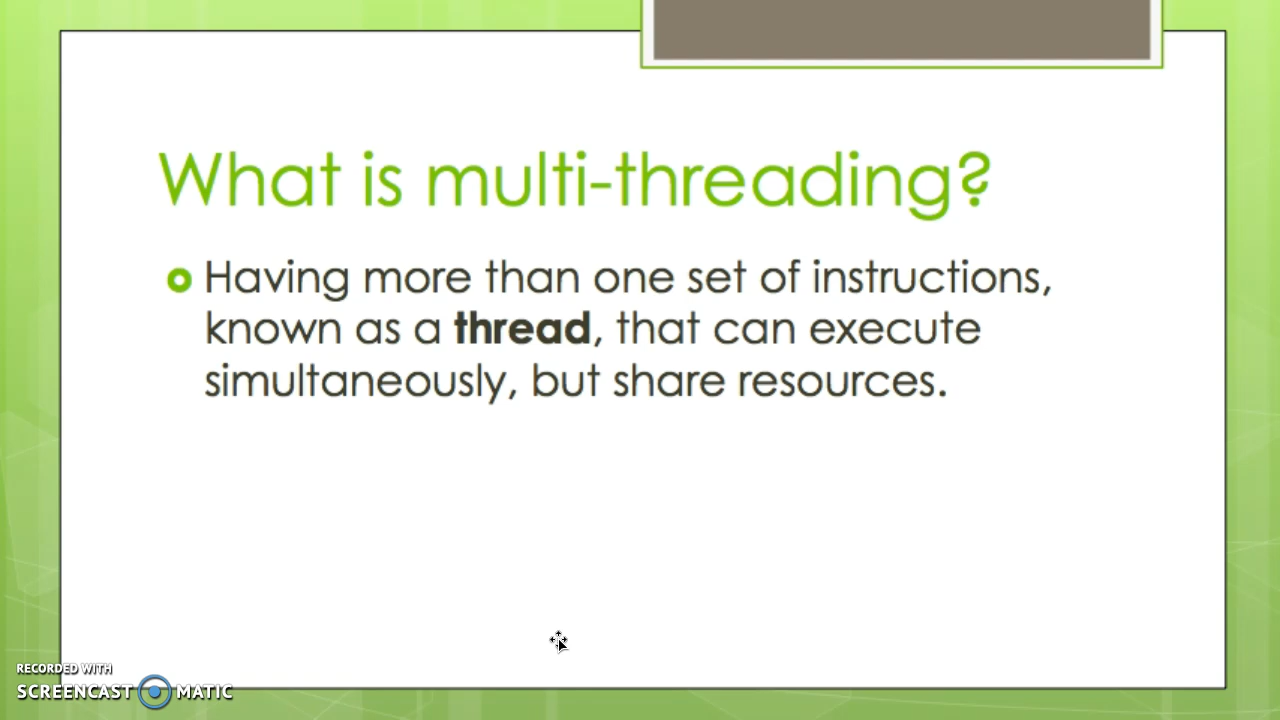 What is multi-threading?
Having more than one set of instructions,
known as a thread, that can execute
simultaneously, but share resources.
RECORDED WITH
SCREENCAST MATIC